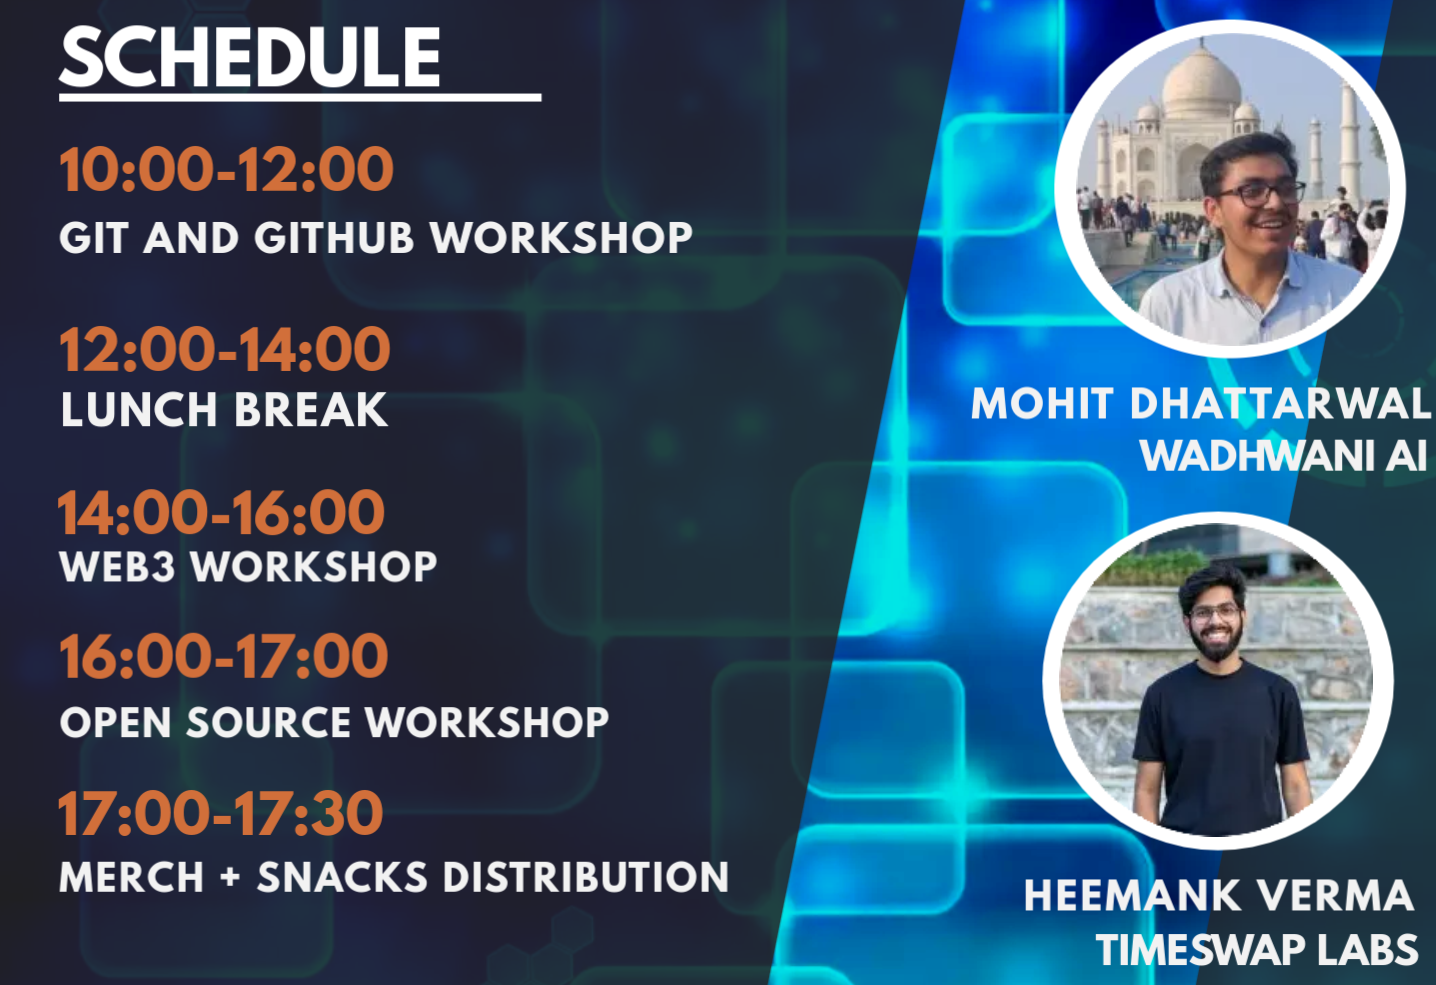 SCHEDULE
10:00-12:00
GIT AND GITHUB WORKSHOP
12:00-14:00
LUNCH BREAK
14:00-16:00
WEB3 WORKSHOP
16:00-17:00
OPEN SOURCE WORKSHOP
17:00-17:30
MERCH + SNACKS DISTRIBUTION
MOHIT DHATTARWAL
WADHWANI AI
HEEMANK VERMA
TIMESWAP LABS